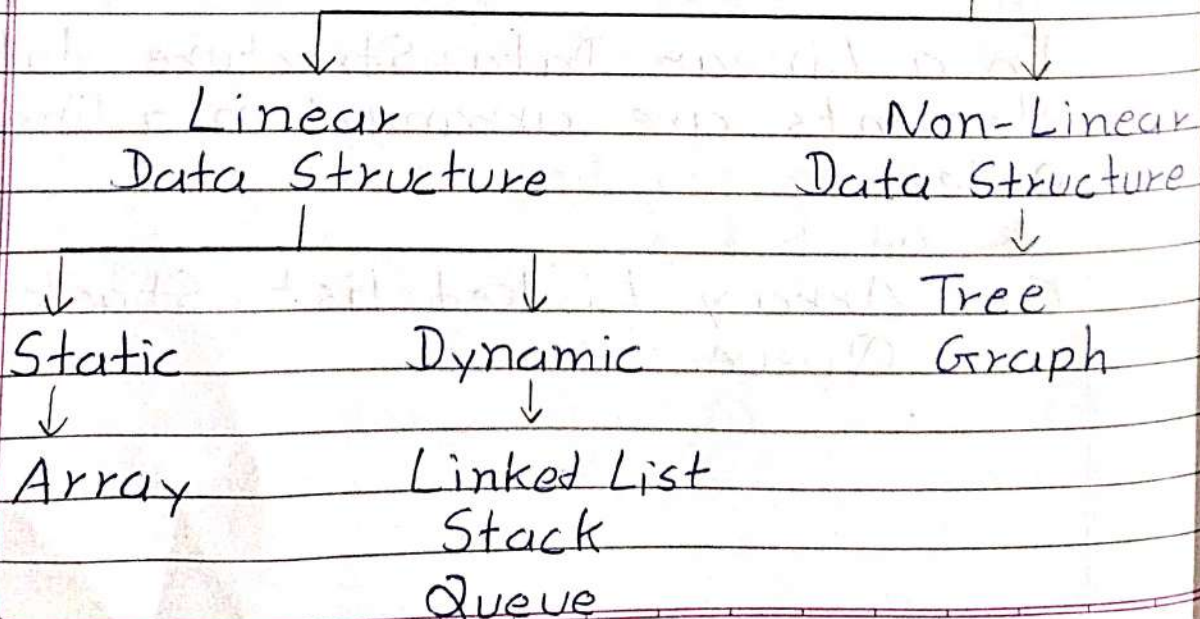 Linear
Data Structure
Non-Linear
Data Structure
Static
Dynamic
Tree
Graph
Array
Linked List
Stack
Queue